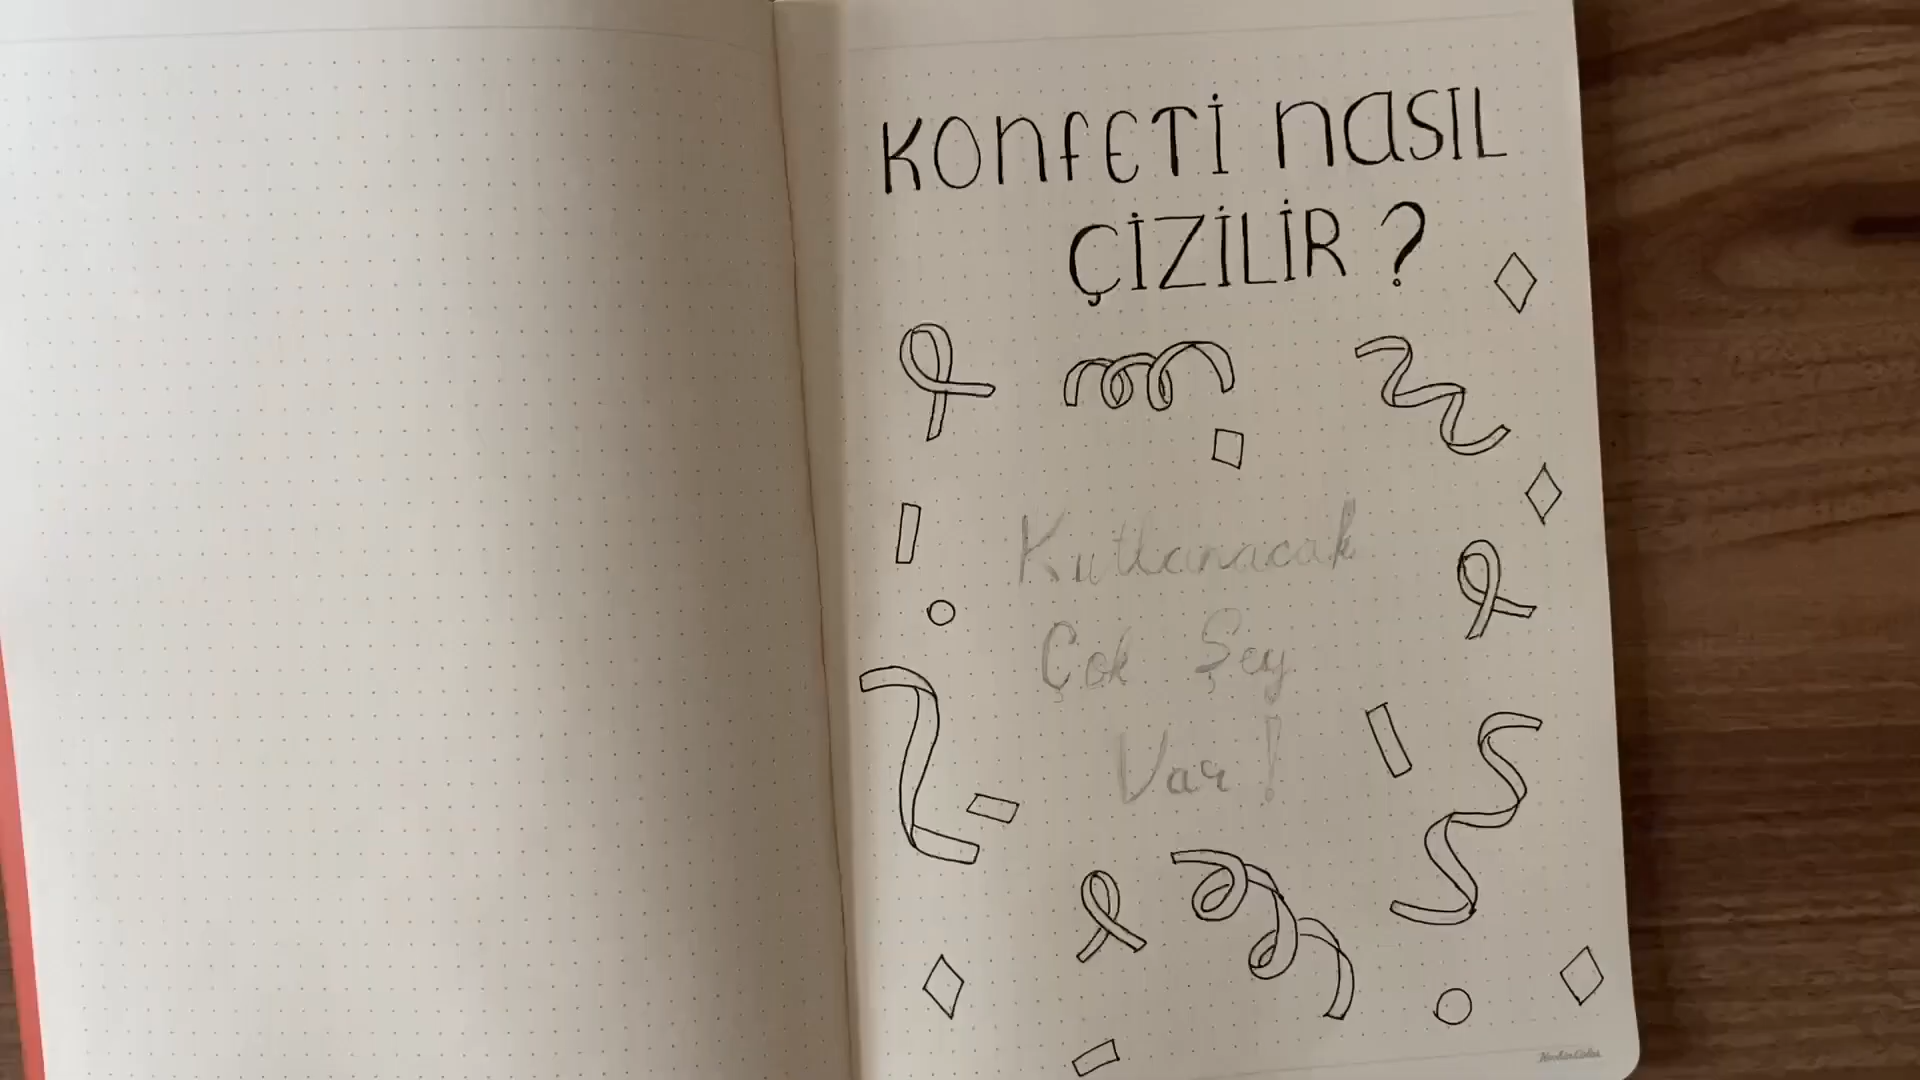 KOnfETİ nasIL
ÇİZİLİR ?
Kutlanacak
Çok Şey
Var !